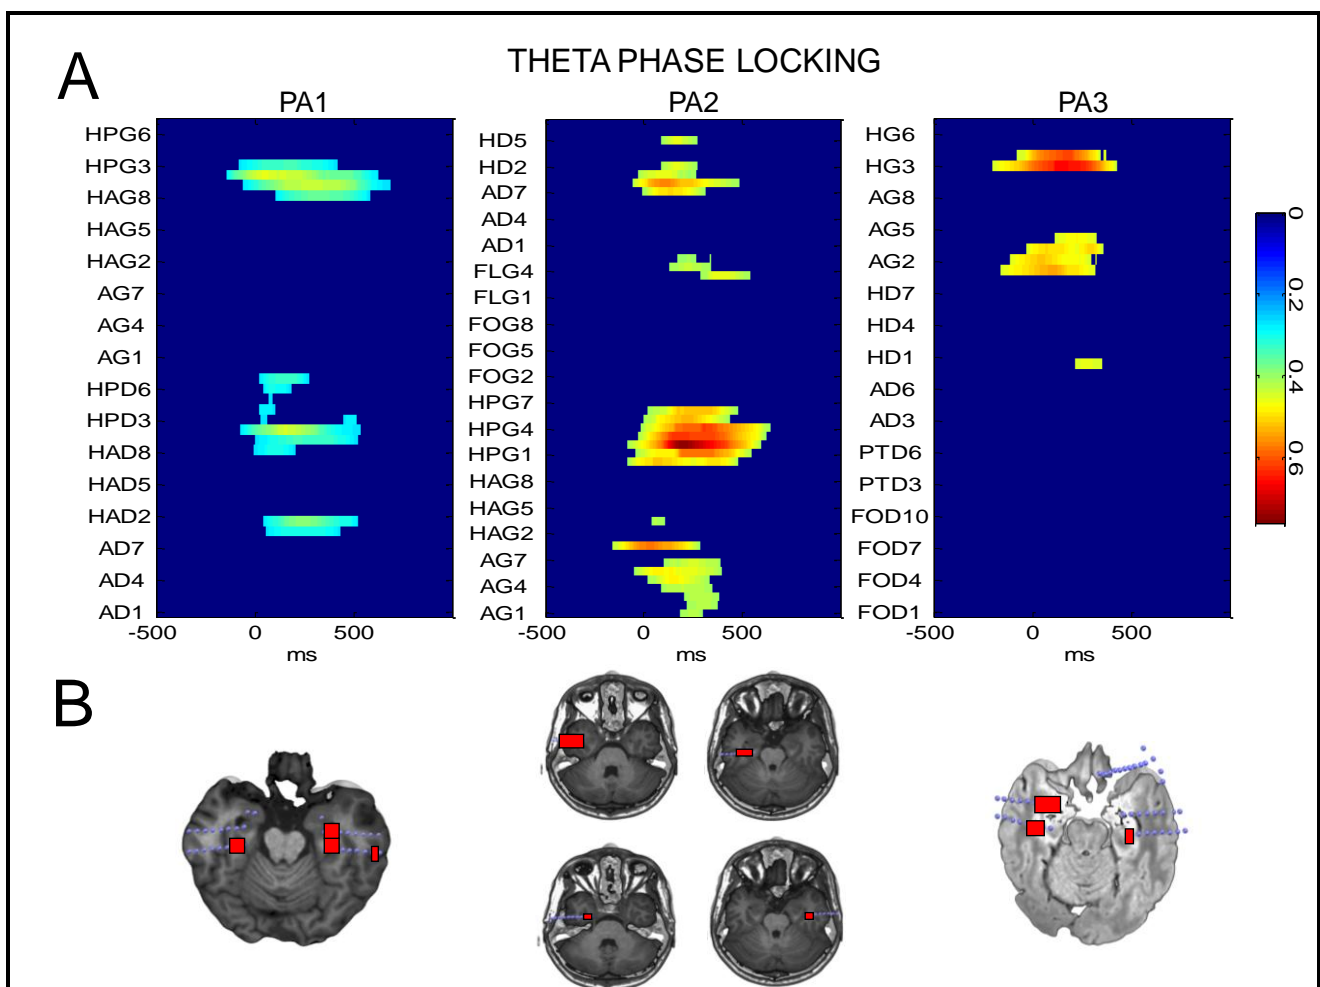 A
THETA PHASE LOCKING
PA1
PA2
PA3
HPG6
HPG3
HAG8
HAG5
HAG2
AG7
AG4
AG1
HPD6
HPD3
HAD8
HAD5
HAD2
AD7
AD4
AD1
-500 0 500
ms
HD5
HD2
AD7
AD4
AD1
FLG4
FLG1
FOG8
FOG5
FOG2
HPG7
HPG4
HPG1
HAG8
HAG5
HAG2
AG7
AG4
AG1
-500 0 500
ms
HG6
HG3
AG8
AG5
AG2
HD7
HD4
HD1
AD6
AD3
PTD6
PTD3
FOD10
FOD7
FOD4
FOD1
-500 0 500
ms
0
0.2
0.4
0.6
B